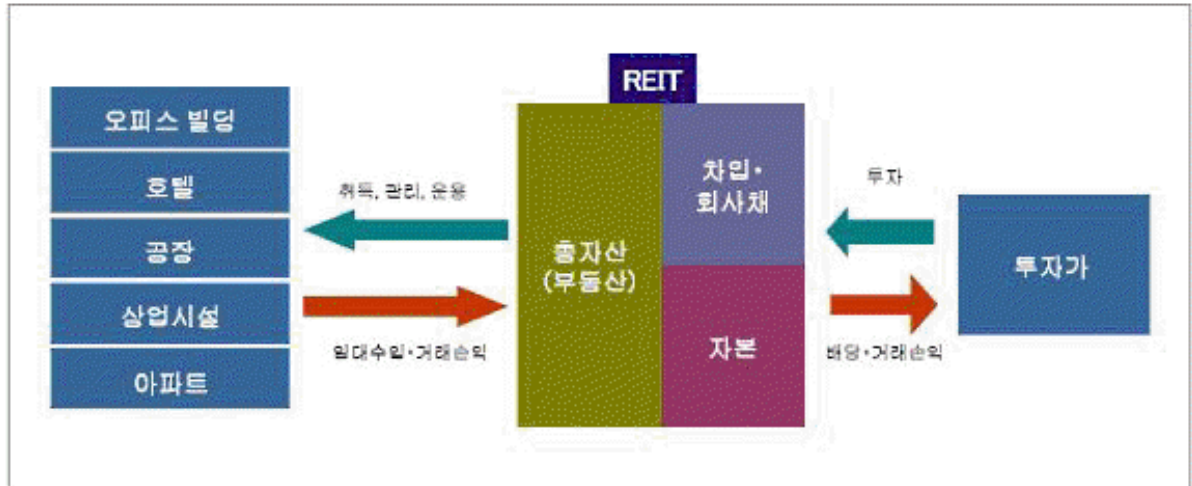 REIT
오피스 빌딩
호텔
공장
상업시설
아파트
취득, 관리, 운용
임대수입·거래손익
총자산
(부동산)
차입·
회사채
자본
투자
배당·거래손익
투자가